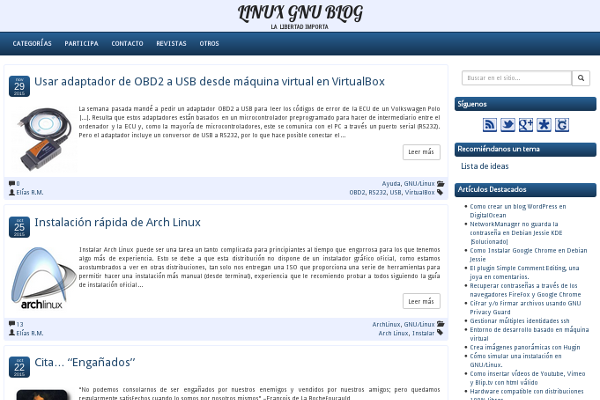 LINUX GNU BLOG
LA LIBERTAD IMPORTA
CATEGORÍAS PARTICIPA CONTACTO REVISTAS OTROS
29
2015
Usar adaptador de OBD2 a USB desde máquina virtual en VirtualBox
La semana pasada mandé a pedir un adaptador OBD2 a USB para leer los códigos de error de la ECU de un Volkswagen Polo
[...]. Resulta que estos adaptadores están basados en un microcontrolador preprogramado para hacer de intermediario entre el
ordenador y la ECU y, como la mayoría de microcontroladores, este se comunica con el PC a través un puerto serial (RS232).
Pero el adaptador incluye un conversor de USB a RS232, por lo que hace posible conectar el ...
Leer más
8
Elías R.M.
Ayuda, GNU/Linux
OBD2, RS232, USB, VirtualBox
OCT
25
2015
Instalación rápida de Arch Linux
archlinux
Instalar Arch Linux puede ser una tarea un tanto complicada para principiantes al tiempo que engorrosa para los que tenemos
algo más de experiencia. Esto se debe a que esta distribución no dispone de un instalador gráfico oficial, como estamos
acostumbrados a ver en otras distribuciones, tan solo nos entregan una ISO que proporciona una serie de herramientas para
permitir hacer una instalación más manual (desde terminal), experiencia que le recomiendo probar a todos siguiendo la guía
de instalación oficial...
Leer más
13
Elías R.M.
ArchLinux, GNU/Linux
Arch Linux, Instalar
OCT
22
2015
Cita… “Engañados”
"No podemos consolarnos de ser engañados por nuestros enemigos y vendidos por nuestros amigos; pero quedamos
regularmente satisfechos cuando lo somos por nosotros mismos" –François de La Rochefoucauld
Buscar en el sitio...
Síguenos
Recomiéndanos un tema
Lista de ideas
Artículos Destacados
Como crear un blog WordPress en
DigitalOcean
NetworkManager no guarda la
contraseña en Debian Jessie KDE
[Solucionado]
Como Instalar Google Chrome en Debian
Jessie
El plugin Simple Comment Editing, una
joya en comentarios.
Recuperar contraseñas a través de los
navegadores Firefox y Google Chrome
Cifrar y/o firmar archivos usando GNU
Privacy Guard
Gestionar múltiples identidades ssh
Entorno de desarrollo basado en máquina
virtual
Crea imágenes panorámicas con Hugin
Cómo simular una instalación en
GNU/Linux.
Como insertar vídeos de Youtube, Vimeo
y Blip.tv con html válido
Hardware compatible con distribuciones